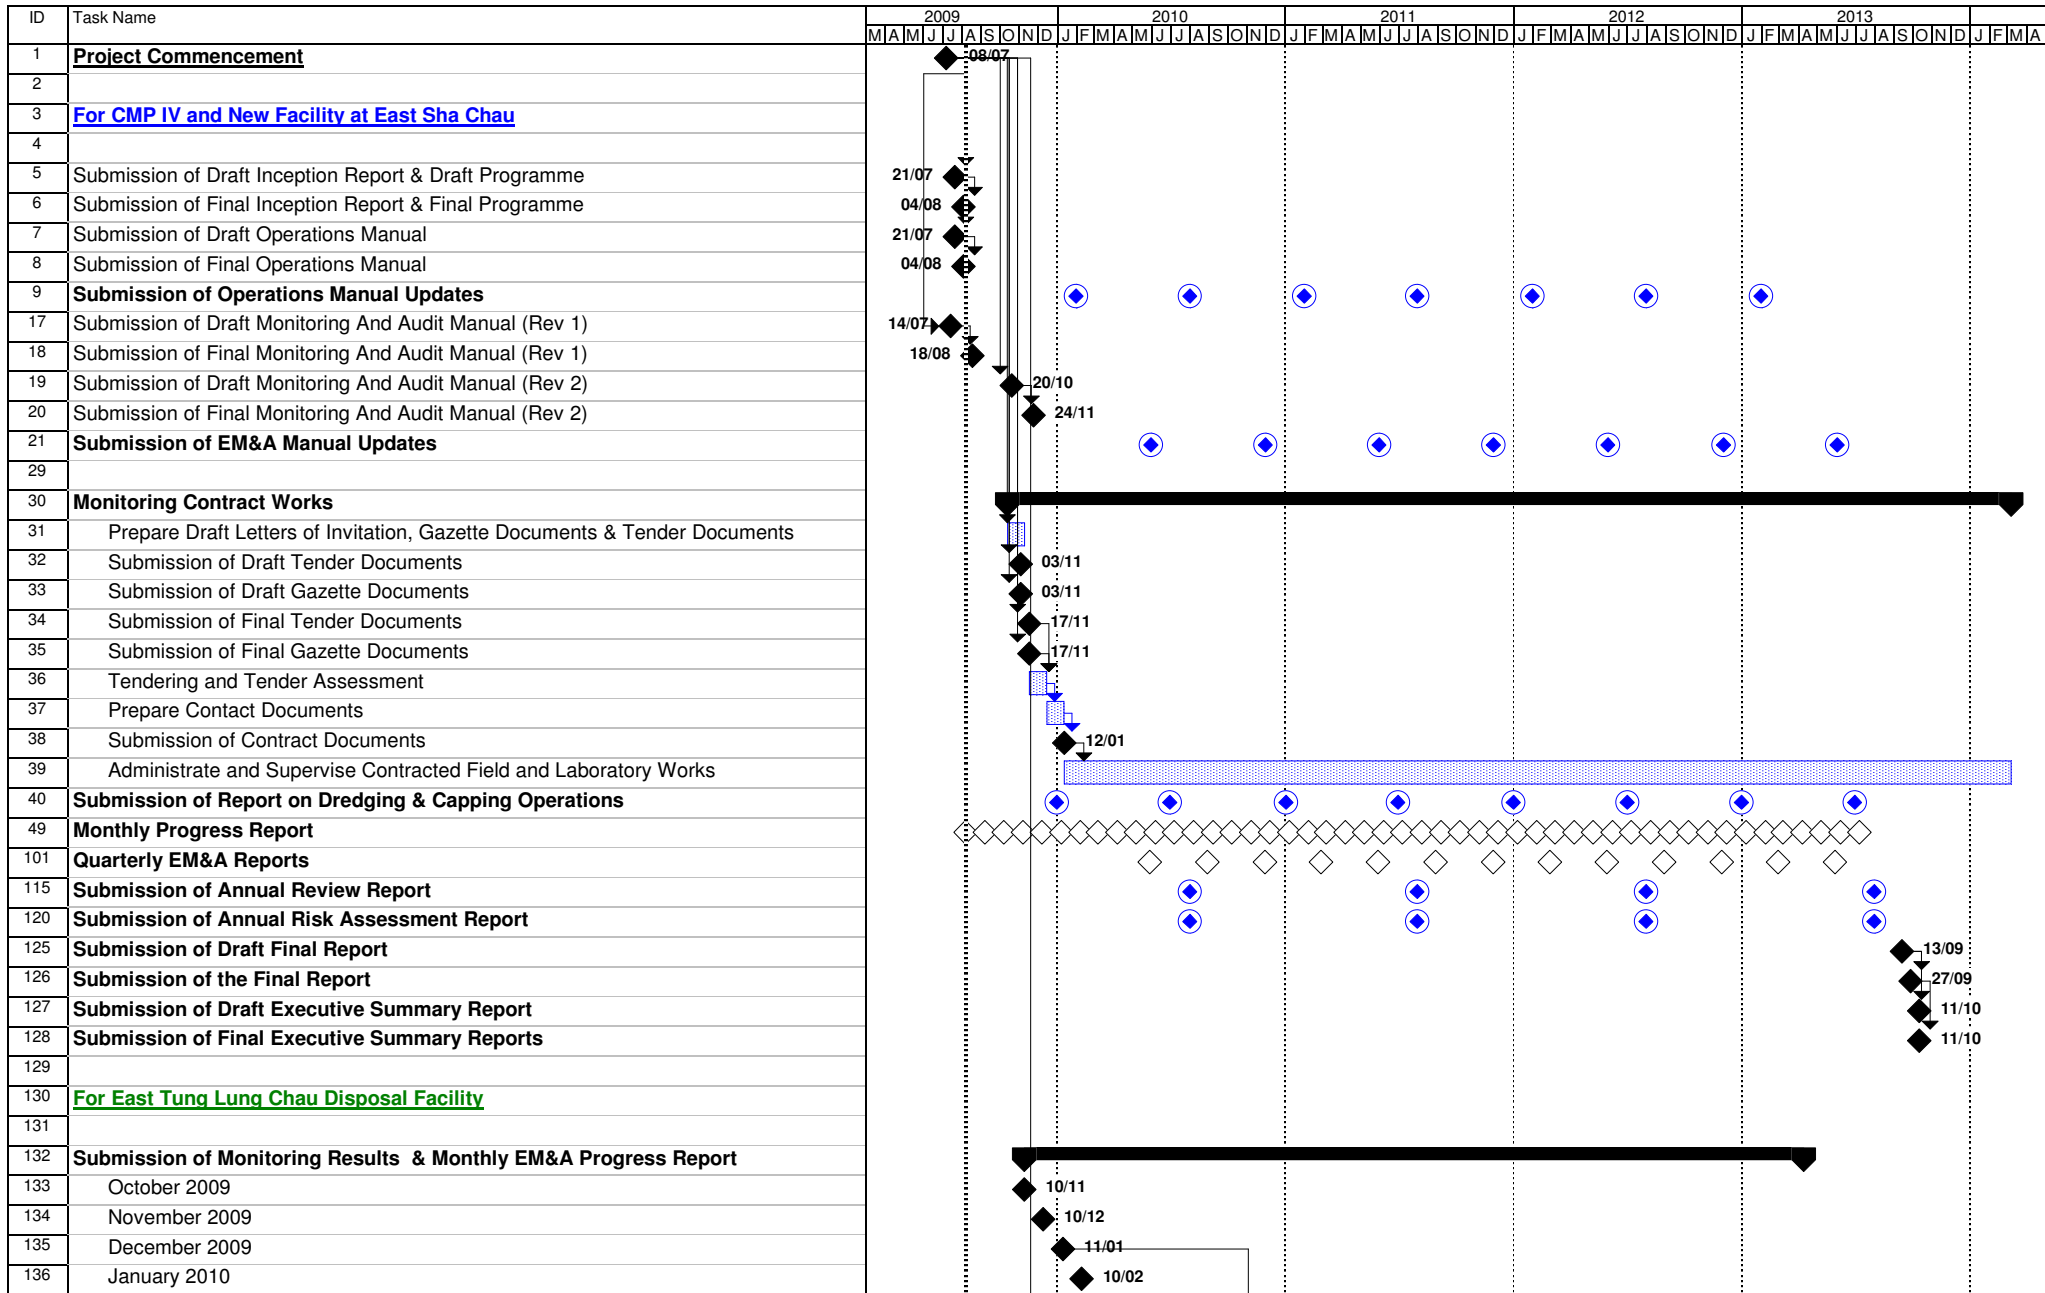 ID Task Name 2009 2010 2011 2012 2013
M A M J J A S O N D J F M A M J J A S O N D J F M A M J J A S O N D J F M A M J J A S O N D J F M A M J J A S O N D J F M A
1 Project Commencement 08/07
2
3 For CMP IV and New Facility at East Sha Chau
4
5 Submission of Draft Inception Report & Draft Programme 21/07
6 Submission of Final Inception Report & Final Programme 04/08
7 Submission of Draft Operations Manual 21/07
8 Submission of Final Operations Manual 04/08
9 Submission of Operations Manual Updates
17 Submission of Draft Monitoring And Audit Manual (Rev 1) 14/07
18 Submission of Final Monitoring And Audit Manual (Rev 1) 18/08
19 Submission of Draft Monitoring And Audit Manual (Rev 2) 20/10
20 Submission of Final Monitoring And Audit Manual (Rev 2) 24/11
21 Submission of EM&A Manual Updates
29
30 Monitoring Contract Works
31 Prepare Draft Letters of Invitation, Gazette Documents & Tender Documents
32 Submission of Draft Tender Documents 03/11
33 Submission of Draft Gazette Documents 03/11
34 Submission of Final Tender Documents 17/11
35 Submission of Final Gazette Documents 17/11
36 Tendering and Tender Assessment
37 Prepare Contact Documents
38 Submission of Contract Documents 12/01
39 Administrate and Supervise Contracted Field and Laboratory Works
40 Submission of Report on Dredging & Capping Operations
49 Monthly Progress Report
101 Quarterly EM&A Reports
115 Submission of Annual Review Report
120 Submission of Annual Risk Assessment Report
125 Submission of Draft Final Report 13/09
126 Submission of the Final Report 27/09
127 Submission of Draft Executive Summary Report 11/10
128 Submission of Final Executive Summary Reports 11/10
129
130 For East Tung Lung Chau Disposal Facility
131
132 Submission of Monitoring Results & Monthly EM&A Progress Report
133 October 2009 10/11
134 November 2009 10/12
135 December 2009 11/01
136 January 2010 10/02